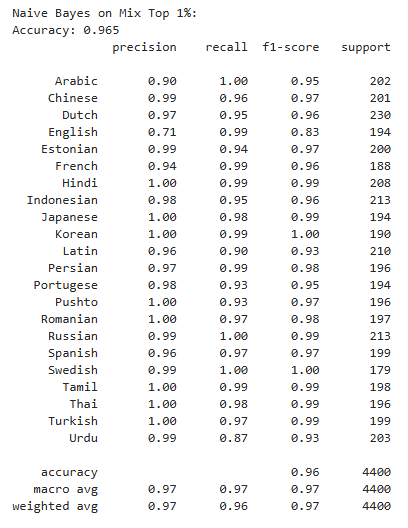 Naive Bayes on Mix Top 1%:
Accuracy: 0.965
precision recall f1-score support
Arabic 0.90 1.00 0.95 202
Chinese 0.99 0.96 0.97 201
Dutch 0.97 0.95 0.96 230
English 0.71 0.99 0.83 194
Estonian 0.99 0.94 0.97 200
French 0.94 0.99 0.96 188
Hindi 1.00 0.99 0.99 208
Indonesian 0.98 0.95 0.96 213
Japanese 1.00 0.98 0.99 194
Korean 1.00 0.99 1.00 190
Latin 0.96 0.90 0.93 210
Persian 0.97 0.99 0.98 196
Portugese 0.98 0.93 0.95 194
Pushto 1.00 0.93 0.97 196
Romanian 1.00 0.97 0.98 197
Russian 0.99 1.00 0.99 213
Spanish 0.96 0.97 0.97 199
Swedish 0.99 1.00 1.00 179
Tamil 1.00 0.99 0.99 198
Thai 1.00 0.98 0.99 196
Turkish 1.00 0.97 0.99 199
Urdu 0.99 0.87 0.93 203
accuracy 0.96 4400
macro avg 0.97 0.97 0.97 4400
weighted avg 0.97 0.96 0.97 4400